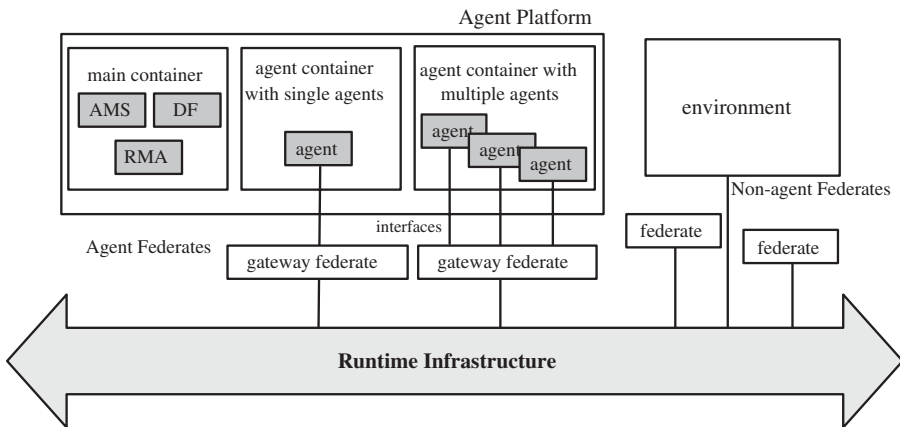 Agent Platform
main container
AMS
DF
RMA
agent container
with single agents
agent
agent container with
multiple agents
agent
agent
agent
environment
Non-agent Federates
interfaces
Agent Federates
gateway federate
gateway federate
federate
federate
Runtime Infrastructure